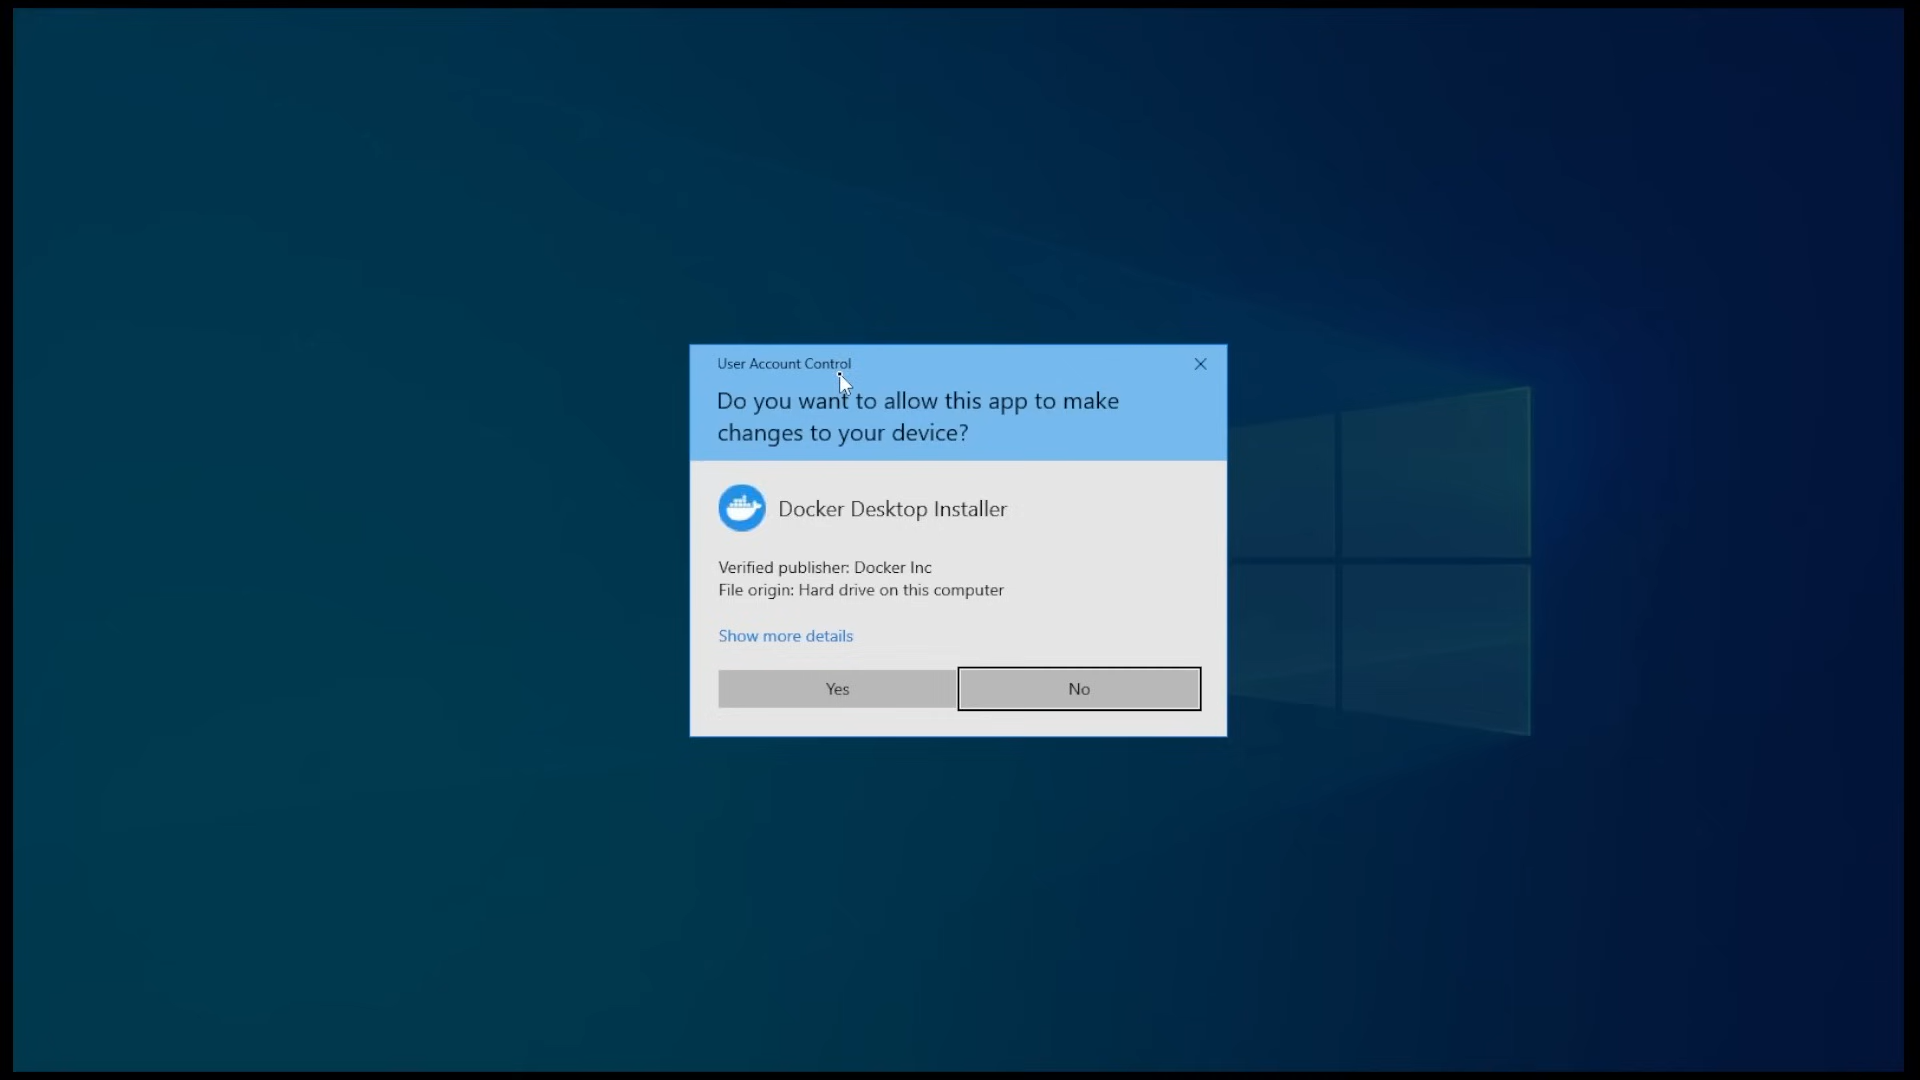 User Account Control
Do you want to allow this app to make
changes to your device?
Docker Desktop Installer
Verified publisher: Docker Inc
File origin: Hard drive on this computer
Show more details
Yes
No